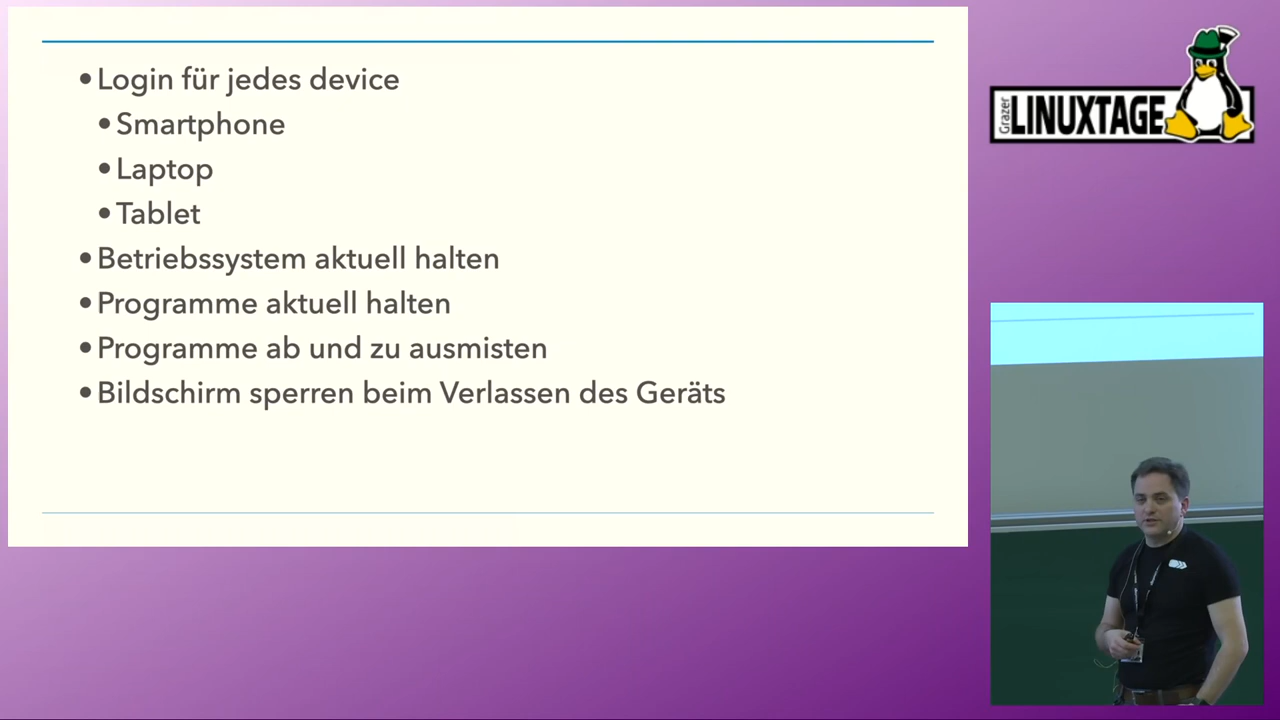 • Login für jedes device
• Smartphone
• Laptop
• Tablet
• Betriebssystem aktuell halten
• Programme aktuell halten
• Programme ab und zu ausmisten
• Bildschirm sperren beim Verlassen des Geräts
Grazer
LINUXTAGE